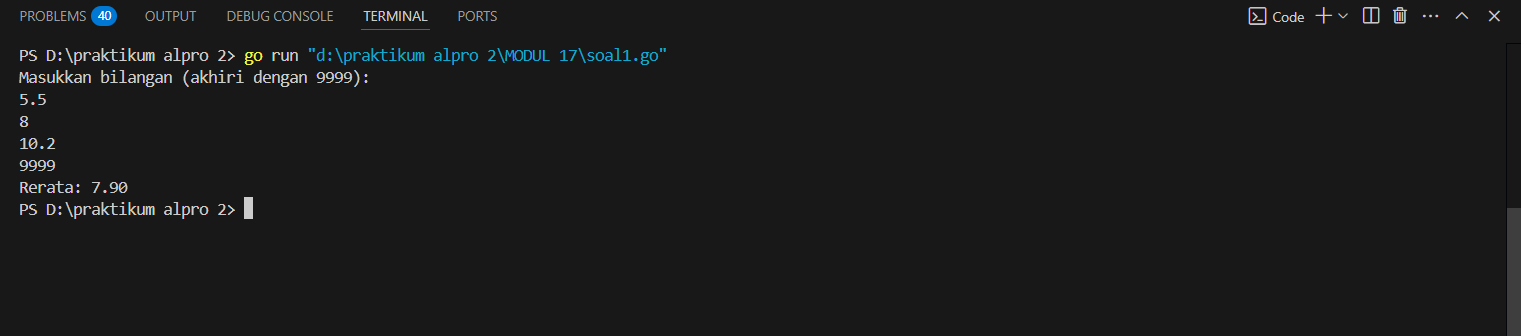 PROBLEMS 40 OUTPUT DEBUG CONSOLE TERMINAL PORTS Code
PS D:\praktikum alpro 2> go run "d:\praktikum alpro 2\MODUL 17\soal1.go"
Masukkan bilangan (akhiri dengan 9999):
5.5
8
10.2
9999
Rerata: 7.90
PS D:\praktikum alpro 2>